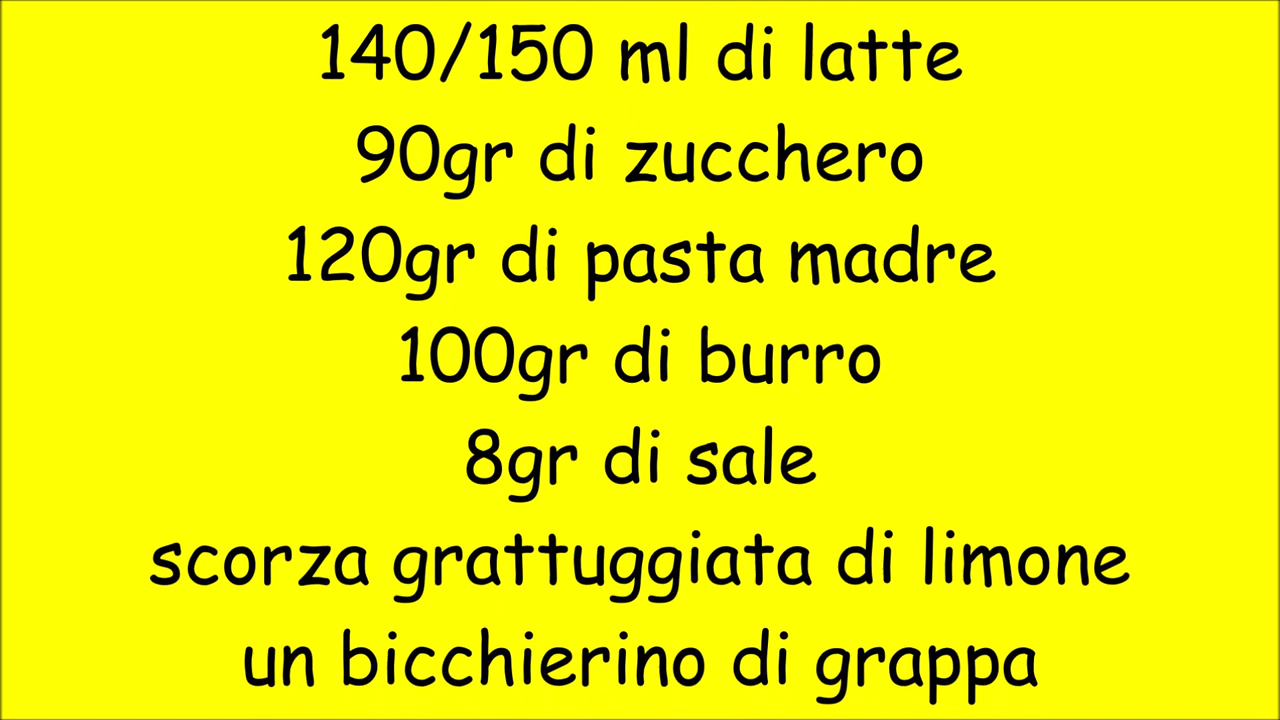 140/150 ml di latte
90gr di zucchero
120gr di pasta madre
100gr di burro
8gr di sale
scorza grattuggiata di limone
un bicchierino di grappa